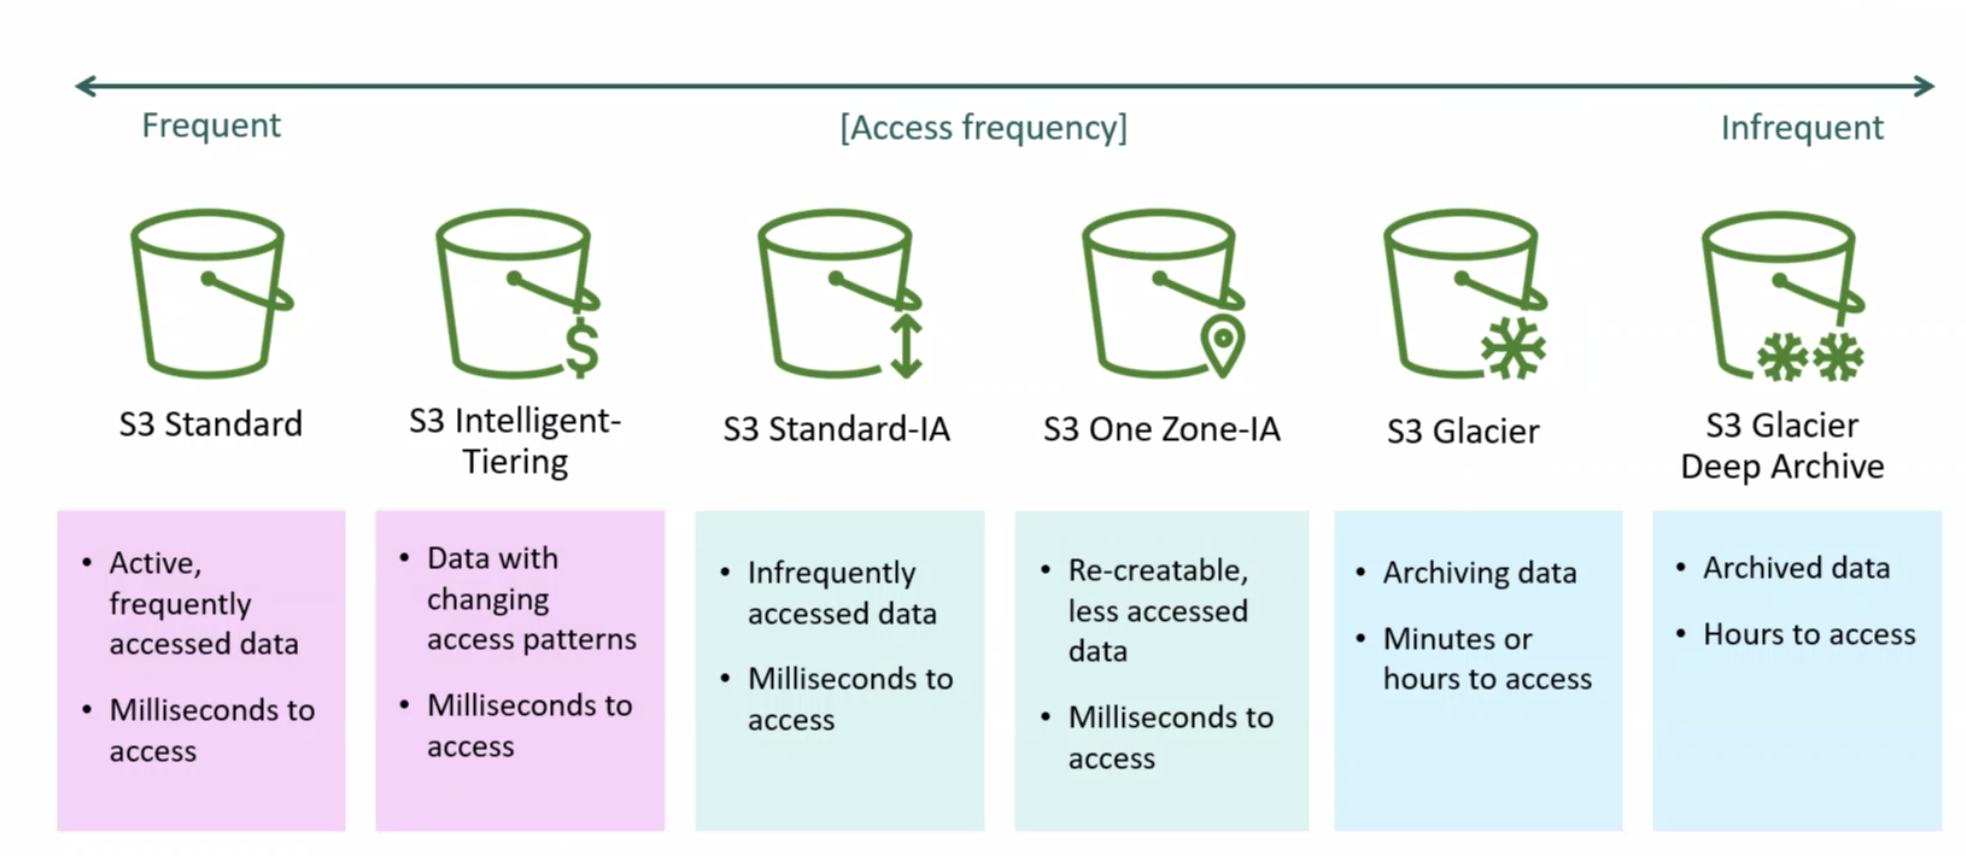 Frequent
[Access frequency]
Infrequent
S3 Standard
S3 Intelligent-
Tiering
S3 Standard-IA
S3 One Zone-IA
S3 Glacier
S3 Glacier
Deep Archive
• Active,
frequently
accessed data
• Milliseconds to
access
• Data with
changing
access patterns
• Milliseconds to
access
• Infrequently
accessed data
• Milliseconds to
access
• Re-creatable,
less accessed
data
• Milliseconds to
access
• Archiving data
• Minutes or
hours to access
• Archived data
• Hours to access